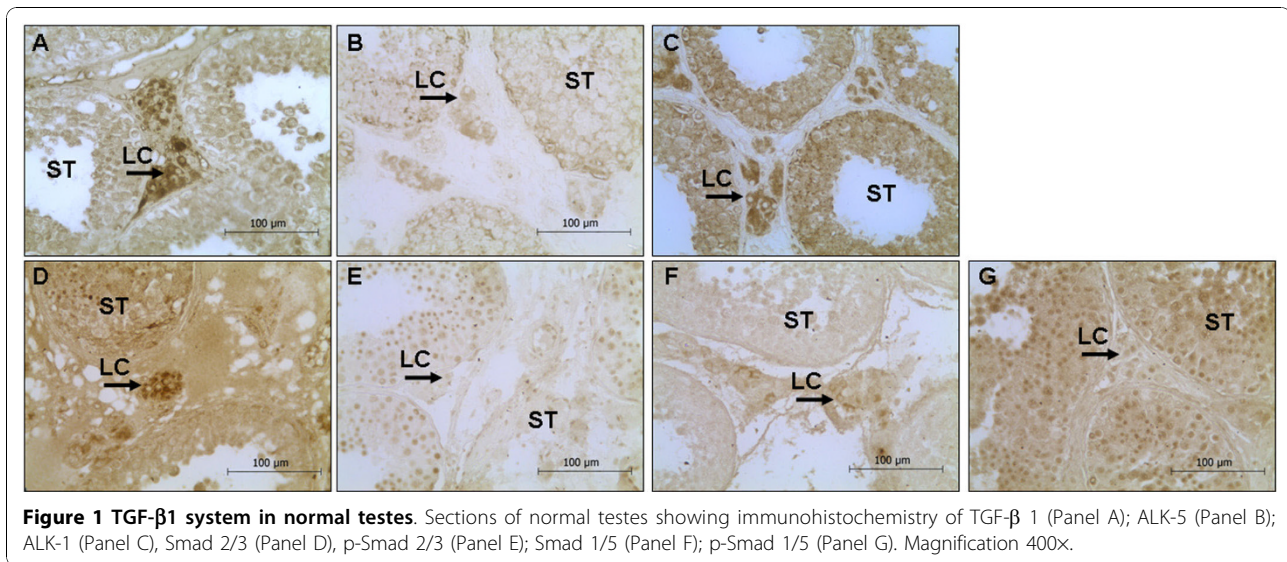 A
LC
ST
100 µm
B
LC
ST
100 µm
C
LC
ST
100 µm
D
ST
LC
100 µm
E
LC
ST
100 µm
F
ST
LC
100 µm
G
LC
ST
100 µm
Figure 1 TGF-β1 system in normal testes. Sections of normal testes showing immunohistochemistry of TGF-β 1 (Panel A); ALK-5 (Panel B);
ALK-1 (Panel C), Smad 2/3 (Panel D), p-Smad 2/3 (Panel E); Smad 1/5 (Panel F); p-Smad 1/5 (Panel G). Magnification 400×.